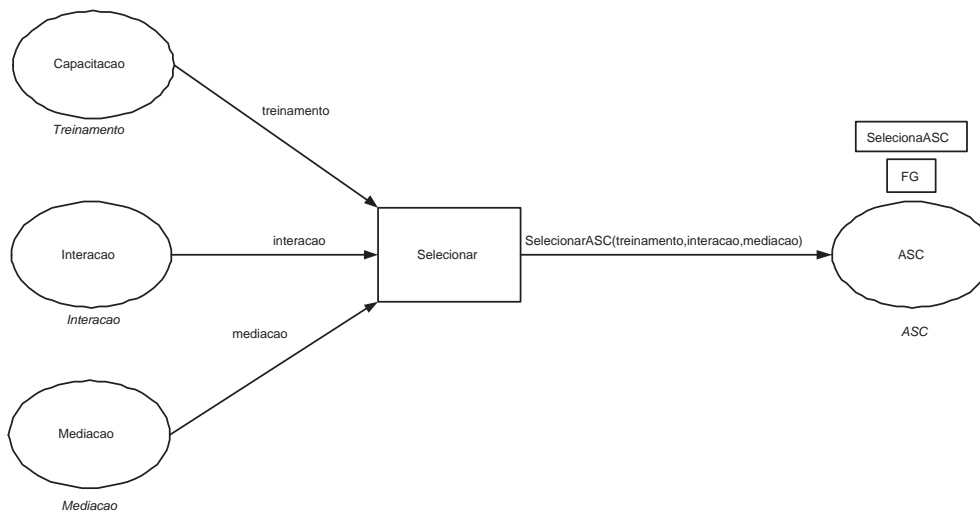 Capacitacao
Treinamento
treinamento
SelecionaASC
FG
Interacao
interacao
Selecionar
SelecionarASC(treinamento,interacao,mediacao)
ASC
Interacao
ASC
mediacao
Mediacao
Mediacao